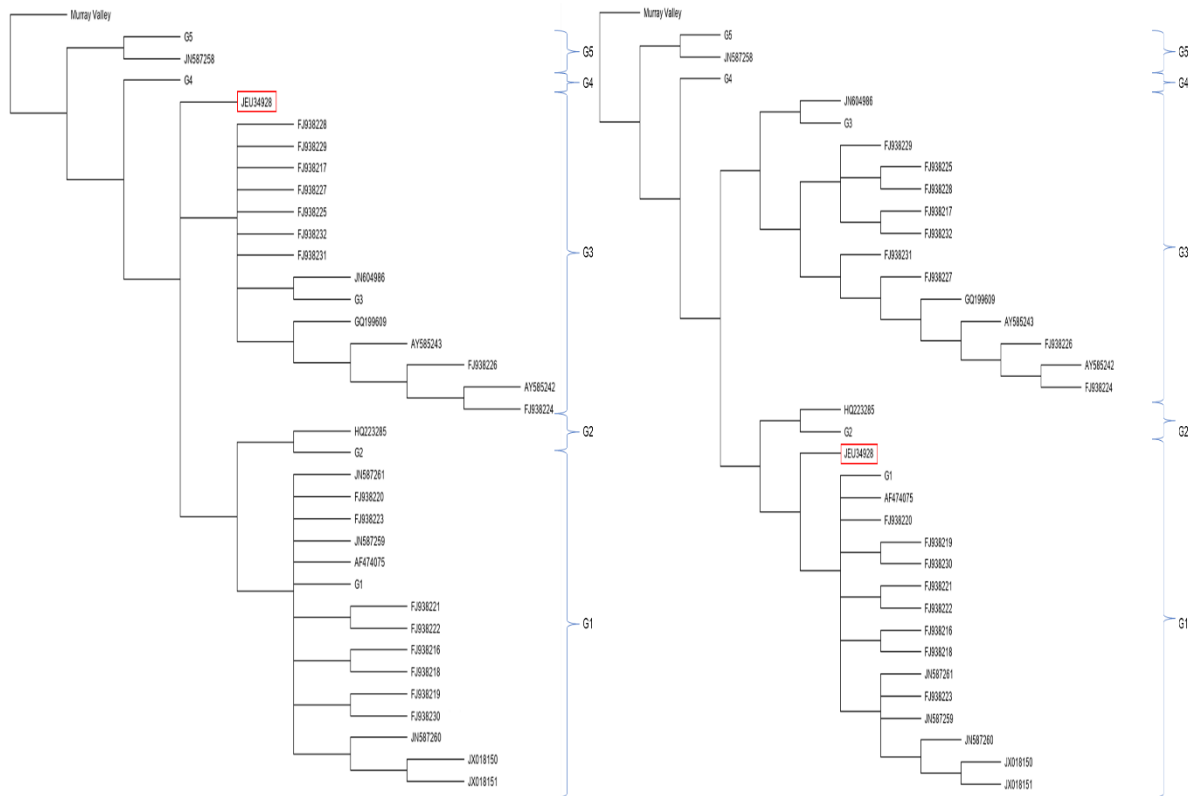 Murray Valley
G5
JN587258
G4
JEU34928
FJ938228
FJ938229
FJ938217
FJ938227
FJ938225
FJ938232
FJ938231
JN604986
G3
GQ199609
AY585243
FJ938226
AY585242
FJ938224
HQ223285
G2
JN587261
FJ938220
FJ938223
JN587259
AF474075
G1
FJ938221
FJ938222
FJ938216
FJ938218
FJ938219
FJ938230
JN587260
JX018150
JX018151
G5
G4
G3
G2
G1
Murray Valley
G5
JN587258
G4
JN604986
G3
FJ938229
FJ938225
FJ938228
FJ938217
FJ938232
FJ938231
FJ938227
GQ199609
AY585243
FJ938226
AY585242
FJ938224
HQ223285
G2
JEU34928
G1
AF474075
FJ938220
FJ938219
FJ938230
FJ938221
FJ938222
FJ938216
FJ938218
JN587261
FJ938223
JN587259
JN587260
JX018150
JX018151
G5
G4
G3
G2
G1